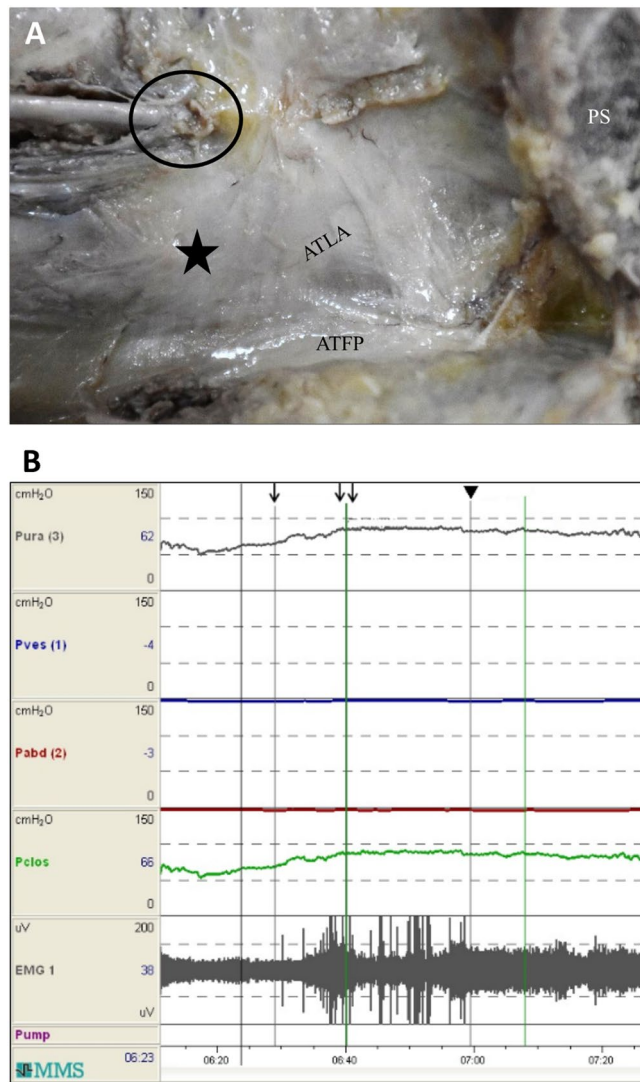 A
PS
ATLA
ATFP
B
cmH₂O 150
Pura (3) 62
0
cmH₂O 150
Pves (1) -4
0
cmH₂O 150
Pabd (2) -3
0
cmH₂O 150
Pclos 66
0
uV 200
EMG 1 38
uV
Pump
MMS 06:23 06:20 06:40 07:00 07:20